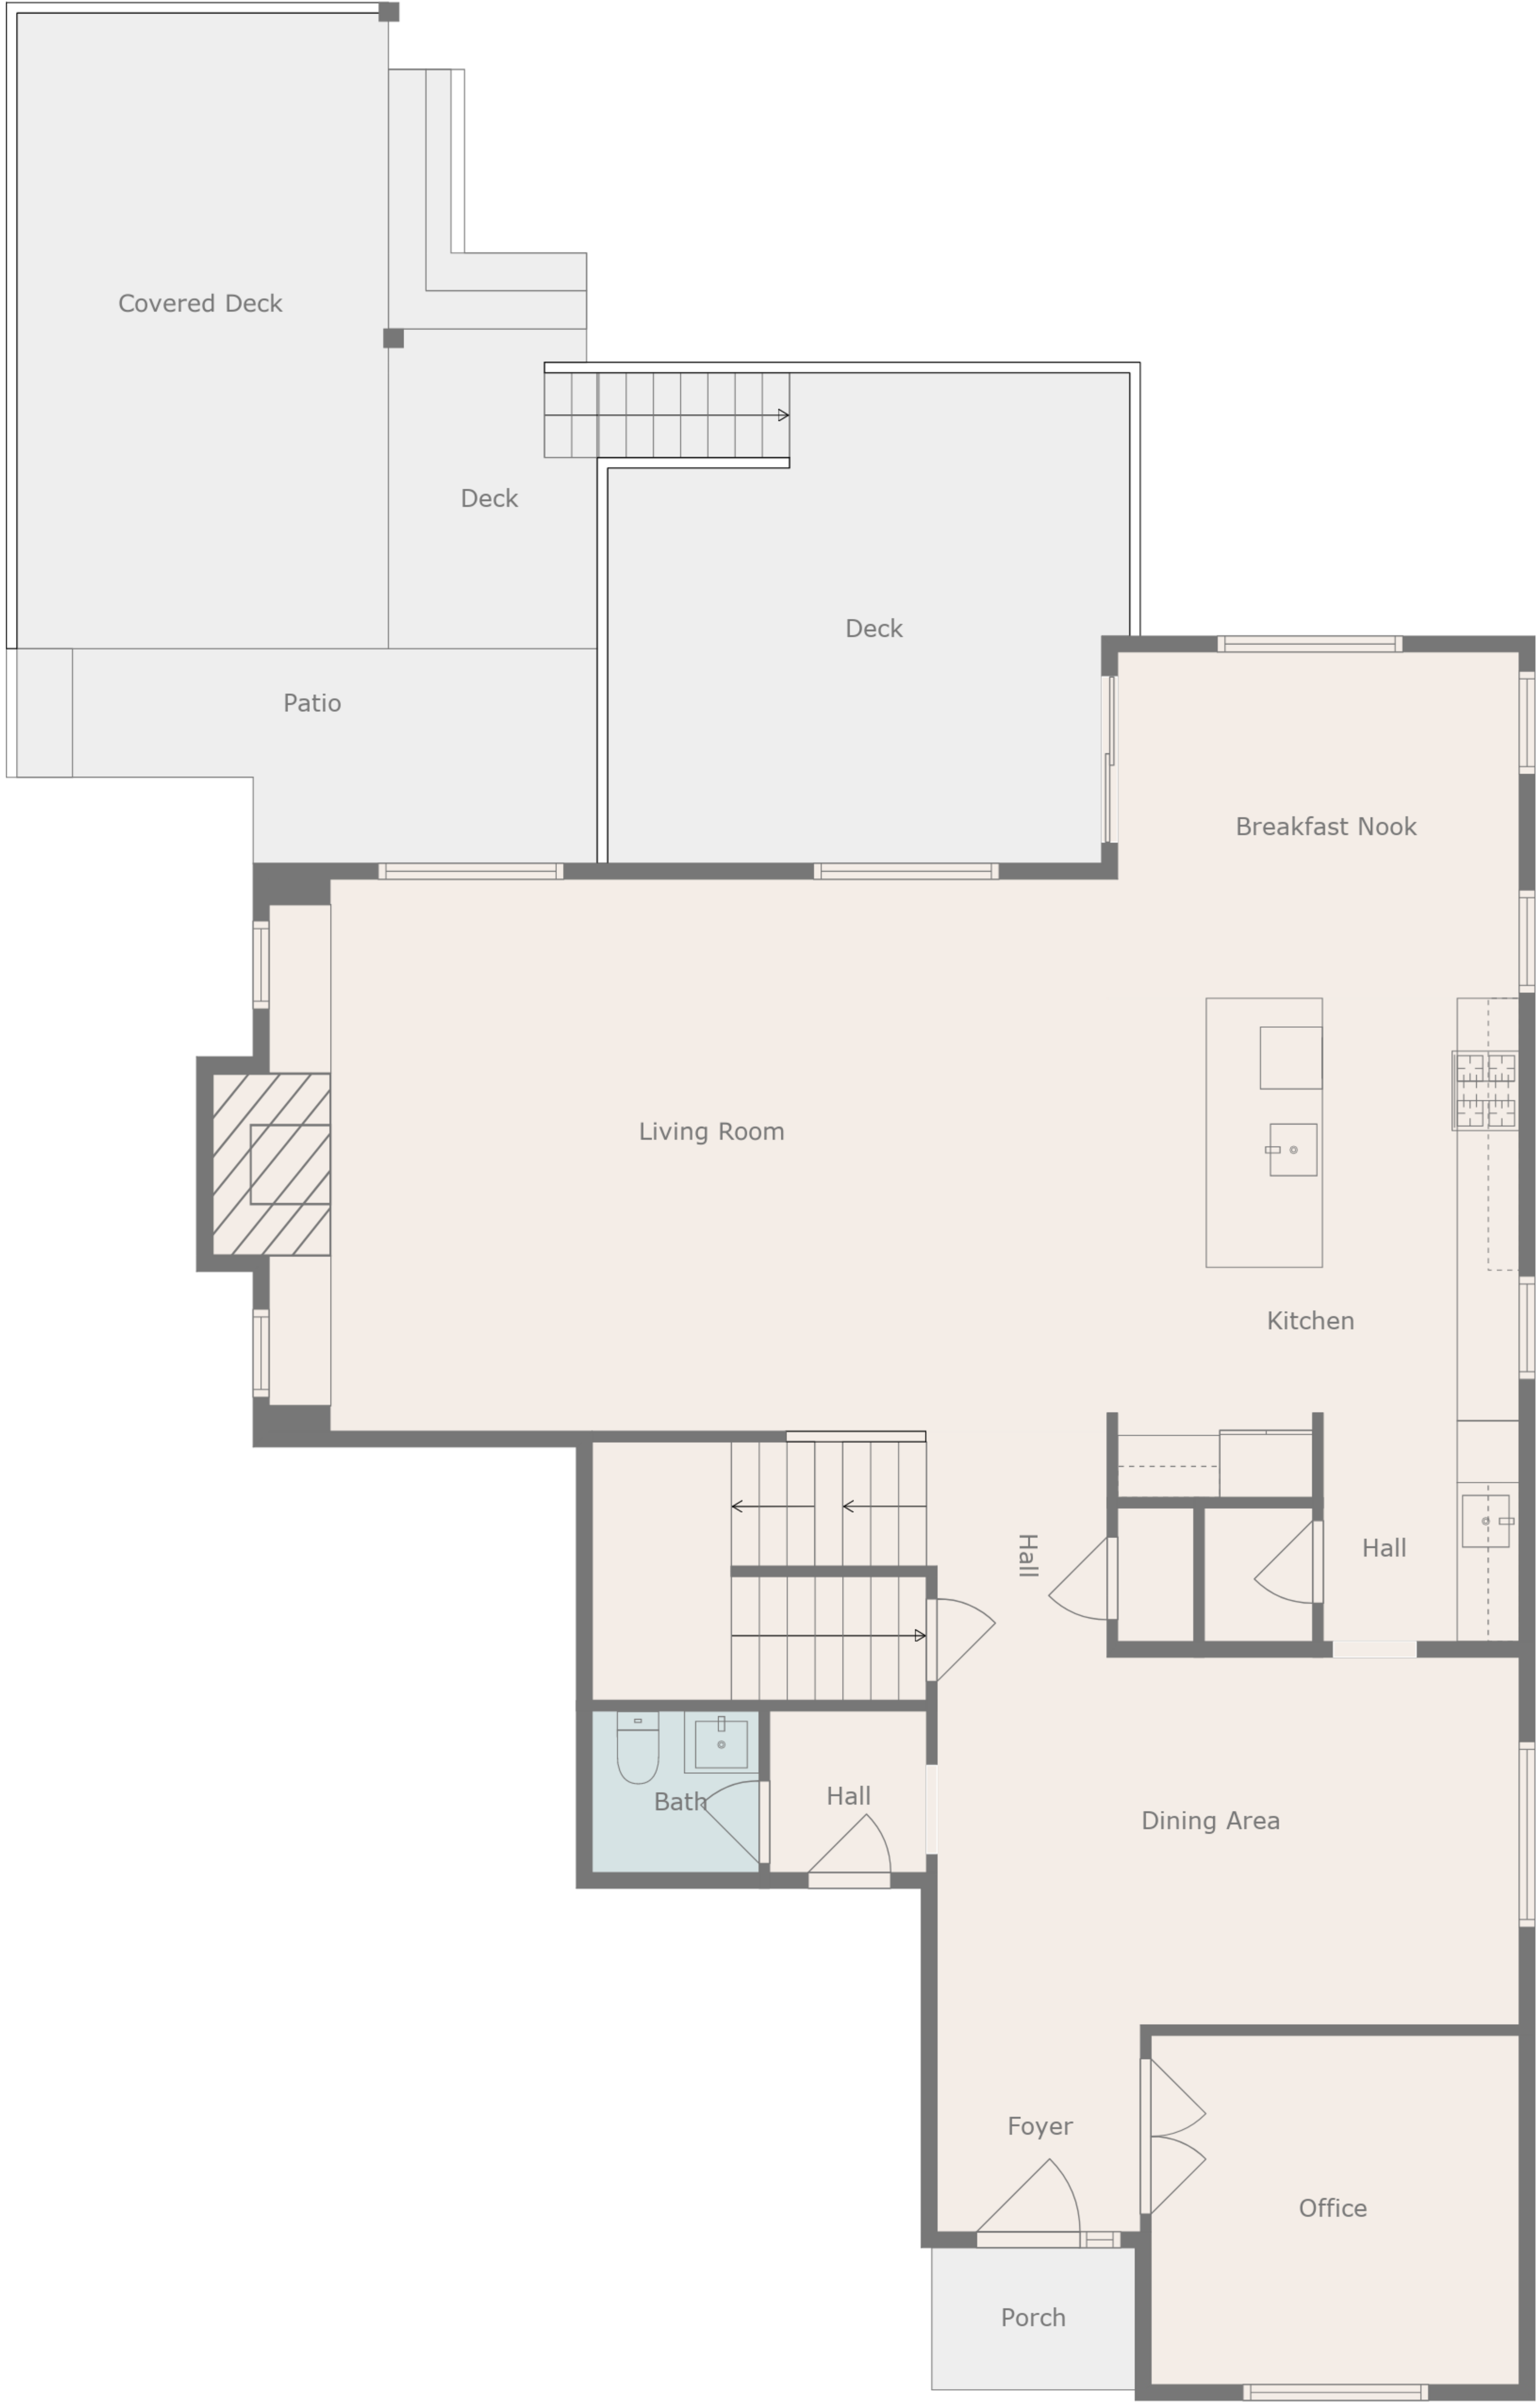 Covered Deck
Deck
Deck
Patio
Breakfast Nook
Living Room
Kitchen
Hall
Hall
Bath
Hall
Dining Area
Foyer
Office
Porch